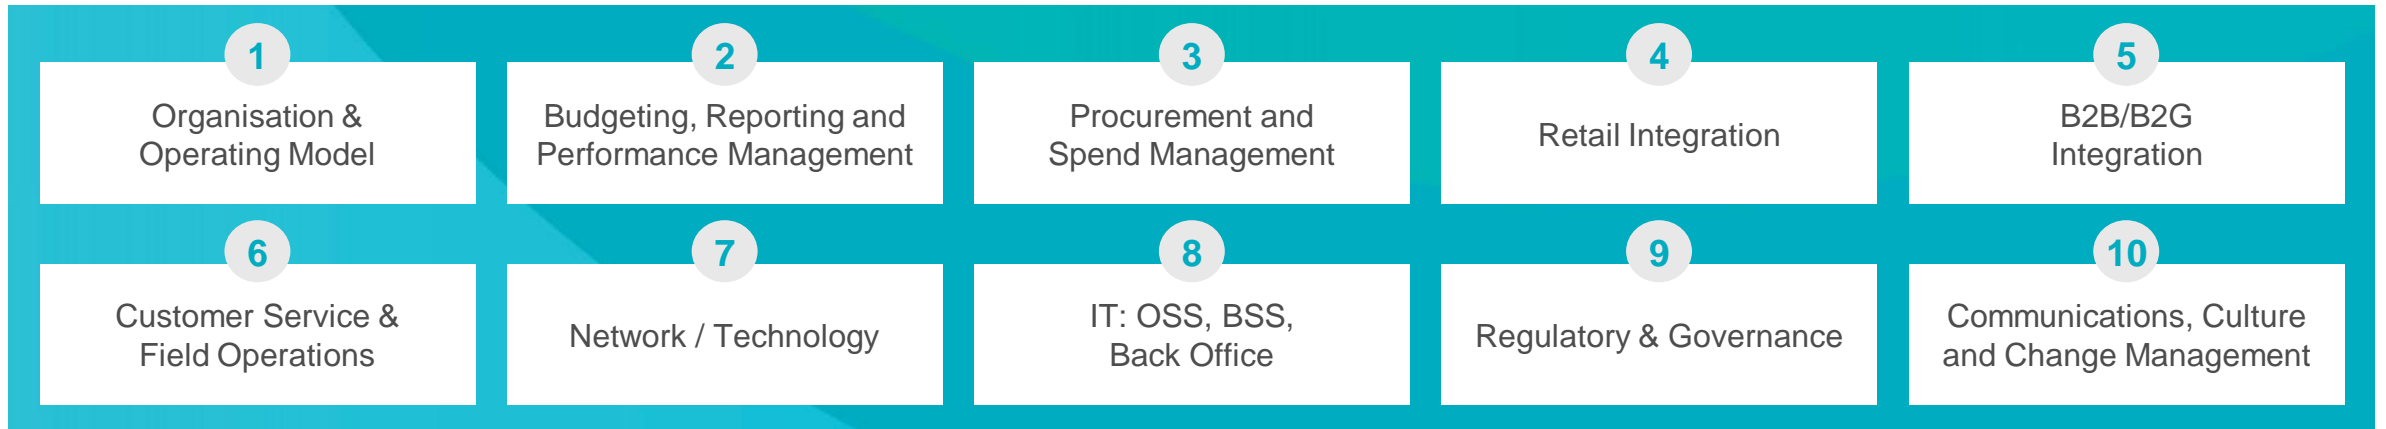 1
Organisation &
Operating Model
2
Budgeting, Reporting and
Performance Management
3
Procurement and
Spend Management
4
Retail Integration
5
B2B/B2G
Integration
6
Customer Service &
Field Operations
7
Network / Technology
8
IT: OSS, BSS,
Back Office
9
Regulatory & Governance
10
Communications, Culture
and Change Management